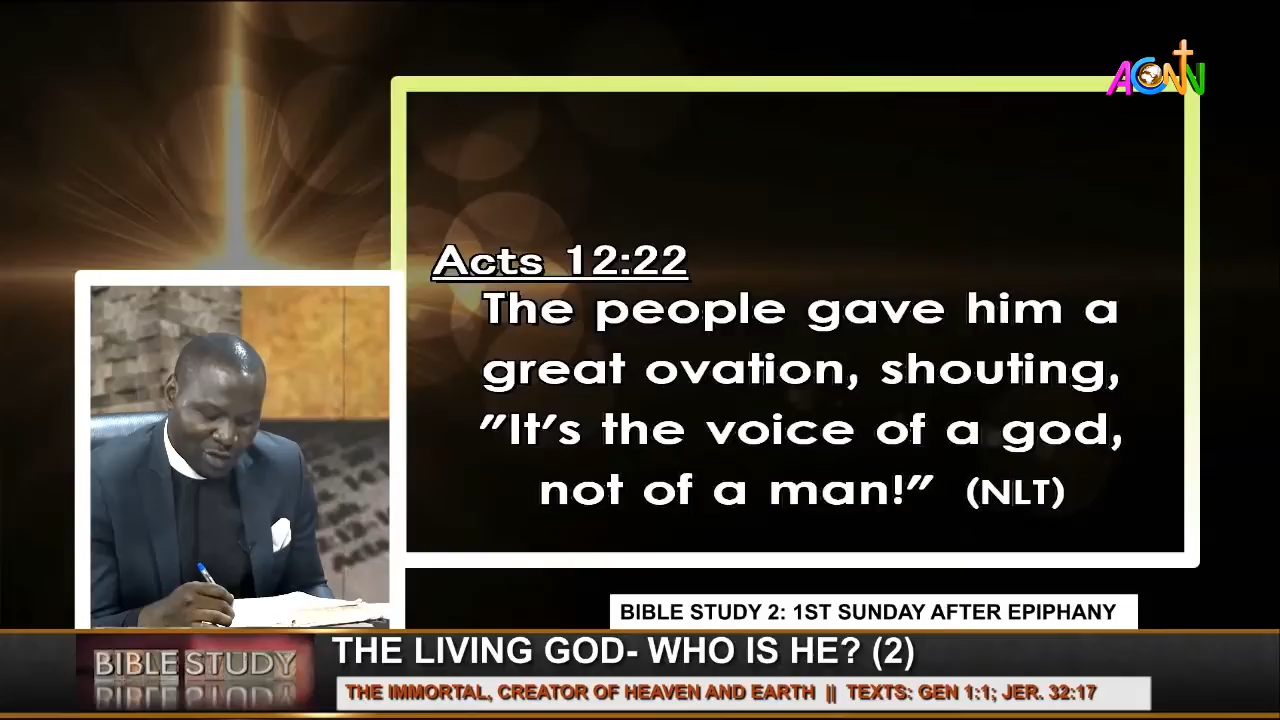 ACNN
Acts 12:22
The people gave him a
great ovation, shouting,
"It's the voice of a god,
not of a man!" (NLT)
BIBLE STUDY 2: 1ST SUNDAY AFTER EPIPHANY
BIBLE STUDY
THE LIVING GOD- WHO IS HE? (2)
THE IMMORTAL, CREATOR OF HEAVEN AND EARTH || TEXTS: GEN 1:1; JER. 32:17